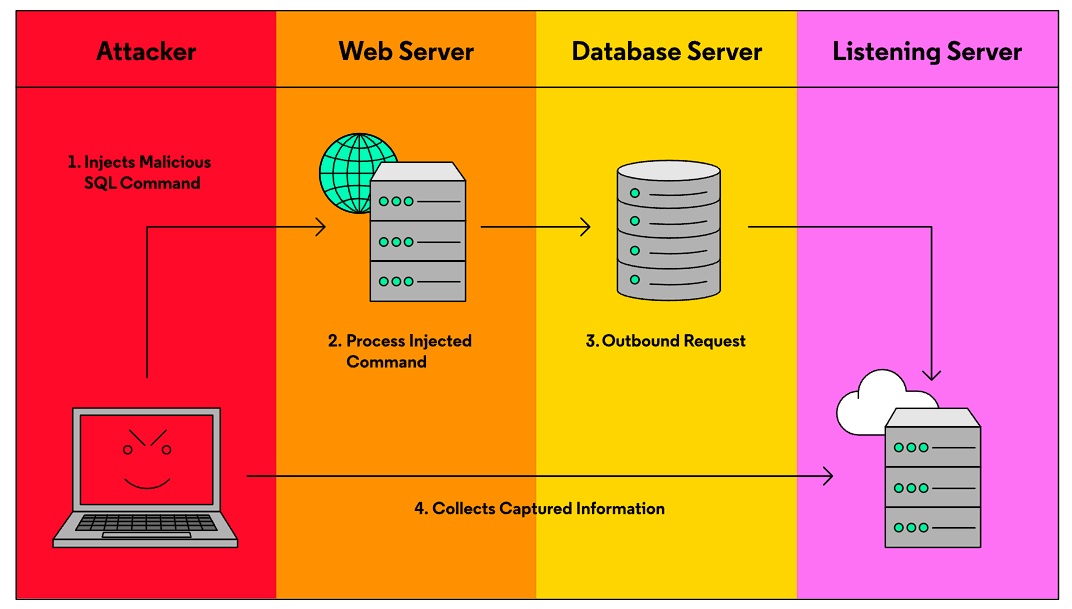 Attacker
Web Server
Database Server
Listening Server
1. Injects Malicious
SQL Command
2. Process Injected
Command
3. Outbound Request
4. Collects Captured Information